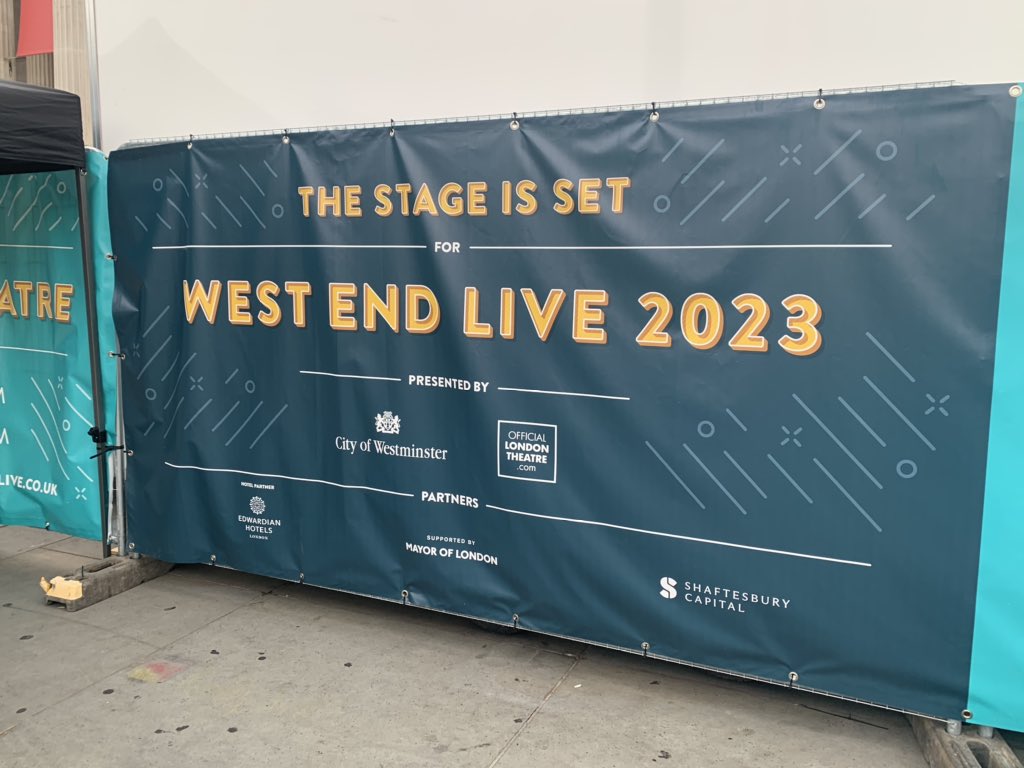 THE STAGE IS SET
FOR
WEST END LIVE 2023
PRESENTED BY
City of Westminster
OFFICIAL
LONDON
THEATRE
.com
PARTNERS
HOTEL PARTNER
EDWARDIAN
HOTELS
LONDON
SUPPORTED BY
MAYOR OF LONDON
SHAFTESBURY
CAPITAL
ATRE
M
M
LIVE.CO.UK